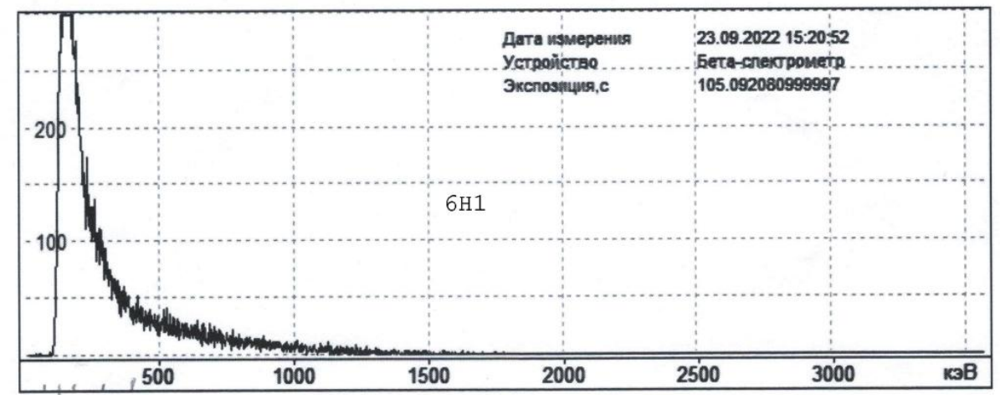 Дата измерения 23.09.2022 15:20:52
Устройство Бета-спектрометр
Экспозиция,с 105.092080999997
200
6H1
100
500 1000 1500 2000 2500 3000 кэВ